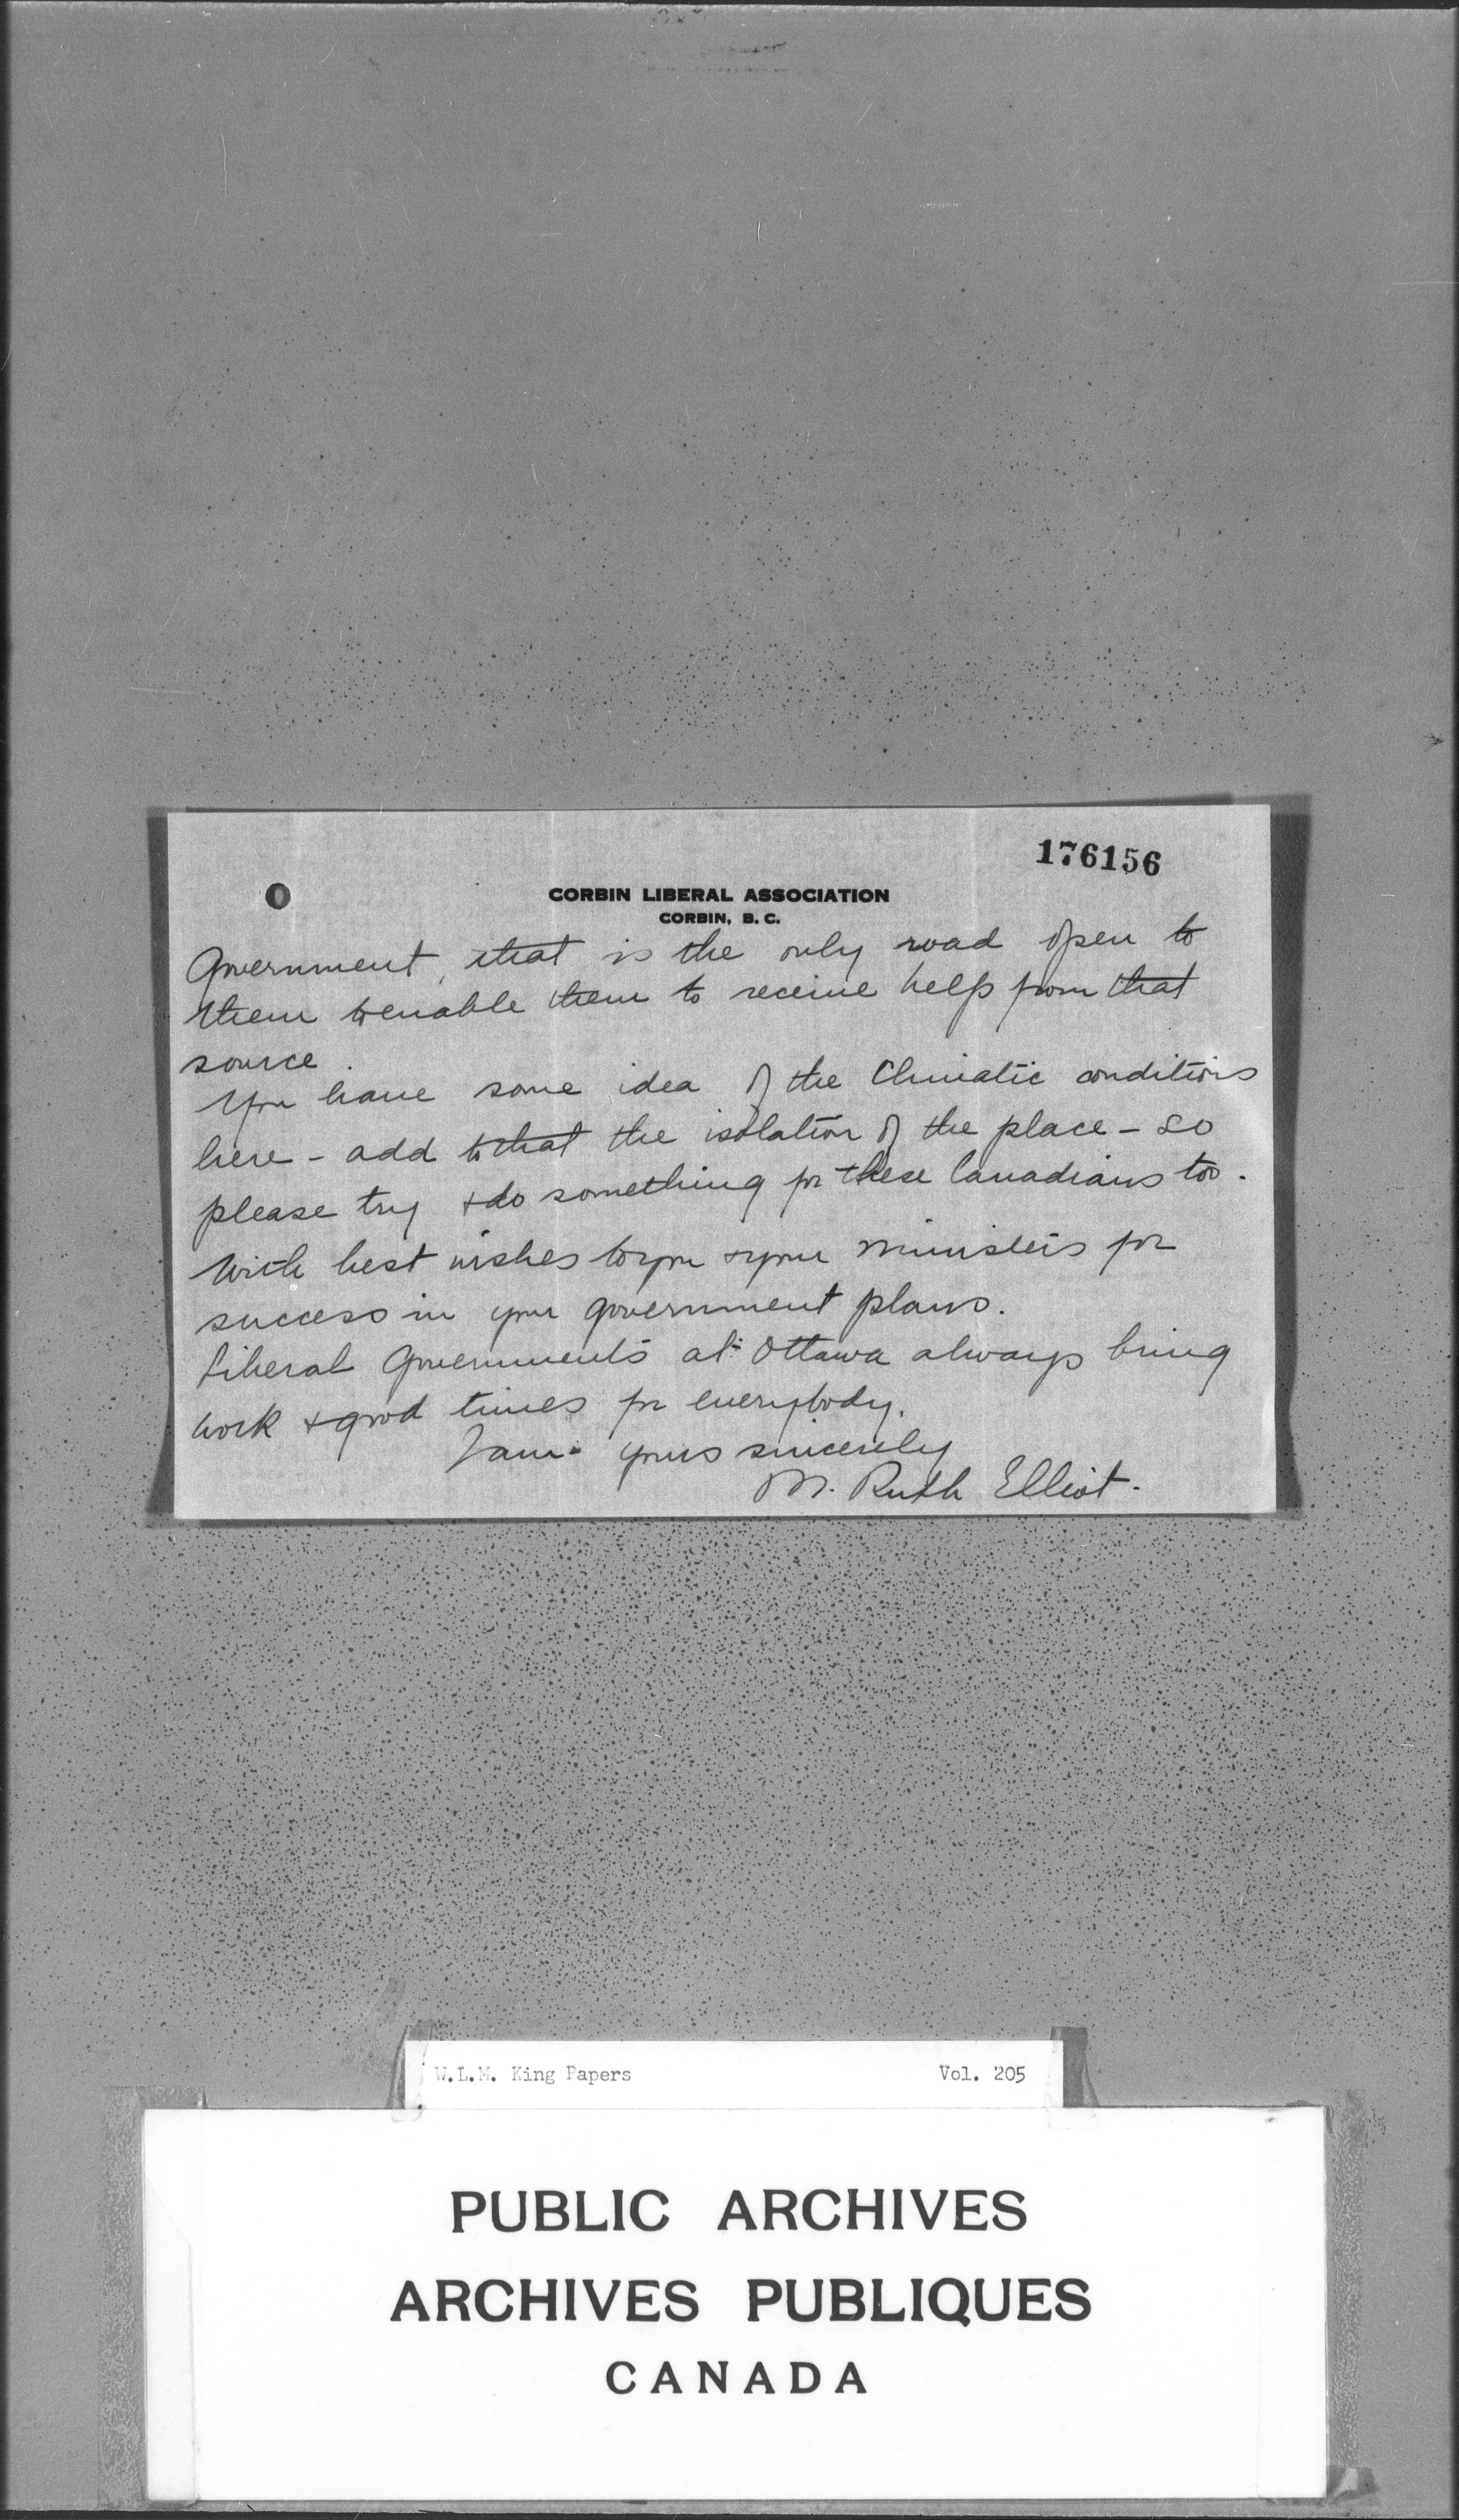 176156
CORBIN LIBERAL ASSOCIATION
CORBIN, B. C.
Government, that is the only road open to
them to enable them to receive help from that
source.
You have some idea of the Climatic conditions
here - add to that the isolation of the place - so
please try & do something for these Canadians too.
With best wishes to you & your ministers for
success in your government plans.
Liberal Governments at Ottawa always bring
work & good times for everybody.
I am - yours sincerely
M. Ruth Elliot.
W.L.M. King Papers Vol. 205
PUBLIC ARCHIVES
ARCHIVES PUBLIQUES
CANADA